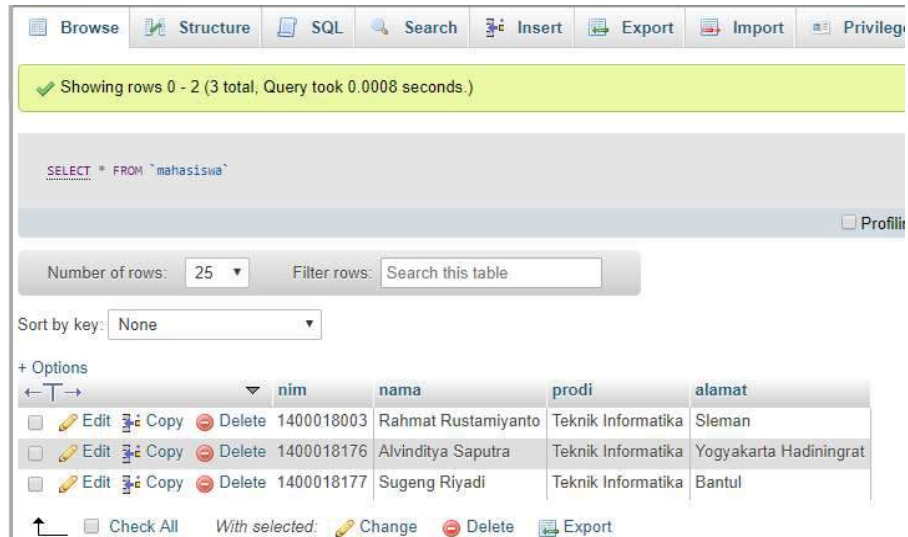 Browse Structure SQL Search Insert Export Import Privileg
Showing rows 0 - 2 (3 total, Query took 0.0008 seconds.)
SELECT * FROM `mahasiswa`
Profilin
Number of rows: 25 Filter rows: Search this table
Sort by key: None
+ Options
nim nama prodi alamat
Edit Copy Delete 1400018003 Rahmat Rustamiyanto Teknik Informatika Sleman
Edit Copy Delete 1400018176 Alvinditya Saputra Teknik Informatika Yogyakarta Hadiningrat
Edit Copy Delete 1400018177 Sugeng Riyadi Teknik Informatika Bantul
Check All With selected: Change Delete Export